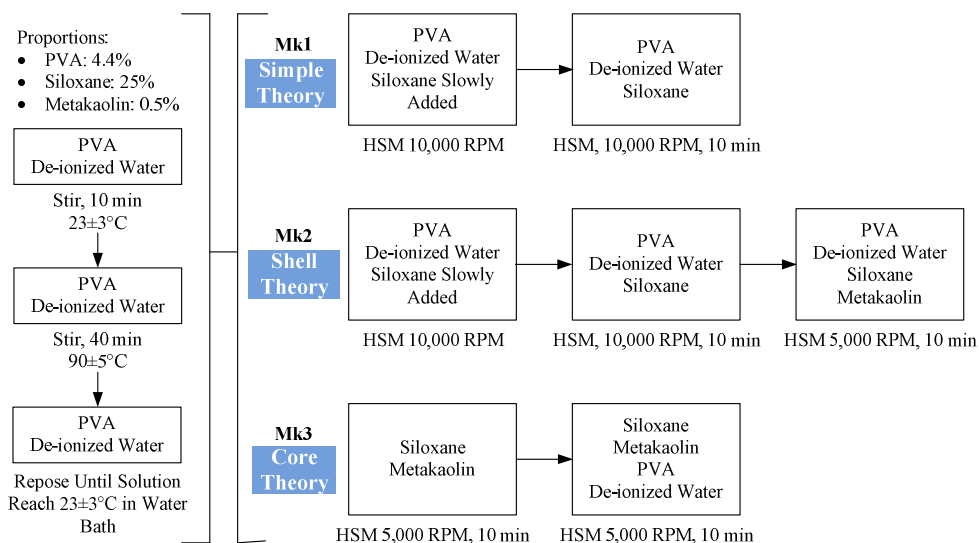 Proportions:
• PVA: 4.4%
• Siloxane: 25%
• Metakaolin: 0.5%
PVA
De-ionized Water
Stir, 10 min
23±3°C
PVA
De-ionized Water
Stir, 40 min
90±5°C
PVA
De-ionized Water
Repose Until Solution
Reach 23±3°C in Water
Bath
Mk1
Simple
Theory
PVA
De-ionized Water
Siloxane Slowly
Added
HSM 10,000 RPM
PVA
De-ionized Water
Siloxane
HSM, 10,000 RPM, 10 min
Mk2
Shell
Theory
PVA
De-ionized Water
Siloxane Slowly
Added
HSM 10,000 RPM
PVA
De-ionized Water
Siloxane
HSM, 10,000 RPM, 10 min
PVA
De-ionized Water
Siloxane
Metakaolin
HSM 5,000 RPM, 10 min
Mk3
Core
Theory
Siloxane
Metakaolin
HSM 5,000 RPM, 10 min
Siloxane
Metakaolin
PVA
De-ionized Water
HSM 5,000 RPM, 10 min